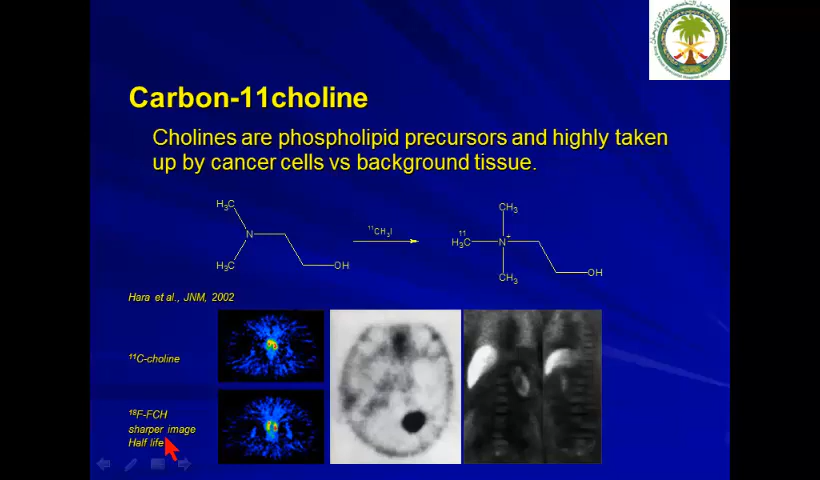 Carbon-11choline
Cholines are phospholipid precursors and highly taken
up by cancer cells vs background tissue.
H₃C
N
H₃C
OH
¹¹CH₃I
CH₃
11
H₃C
N+
CH₃
OH
Hara et al., JNM, 2002
¹¹C-choline
¹⁸F-FCH
sharper image
Half life